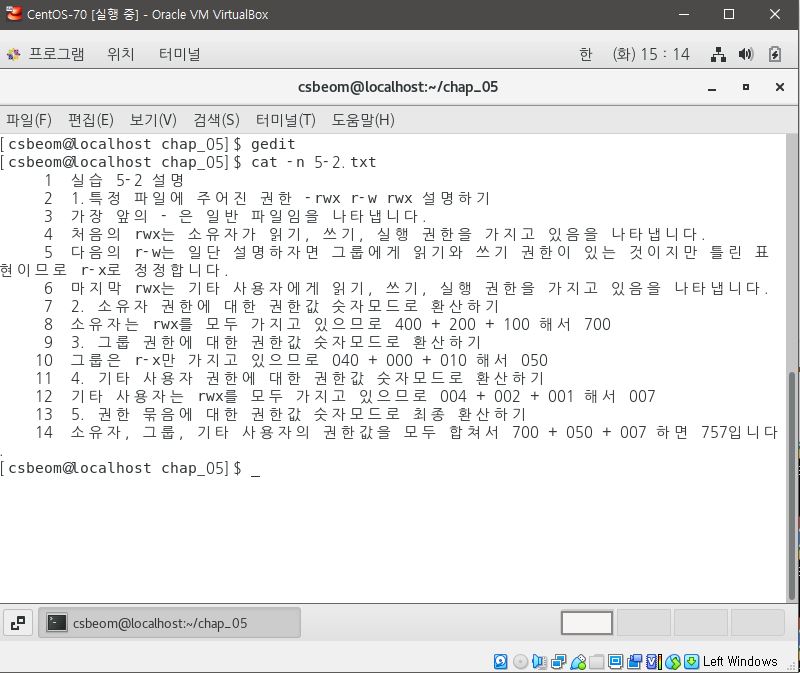 CentOS-70 [실행 중] - Oracle VM VirtualBox
프로그램 위치 터미널 한 (화) 15 : 14
csbeom@localhost:~/chap_05
파일(F) 편집(E) 보기(V) 검색(S) 터미널(T) 도움말(H)
[csbeom@localhost chap_05]$ gedit
[csbeom@localhost chap_05]$ cat -n 5-2.txt
1 실습 5-2 설명
2 1.특정 파일에 주어진 권한 -rwx r-w rwx 설명하기
3 가장 앞의 - 은 일반 파일임을 나타냅니다.
4 처음의 rwx는 소유자가 읽기, 쓰기, 실행 권한을 가지고 있음을 나타냅니다.
5 다음의 r-w는 일단 설명하자면 그룹에게 읽기와 쓰기 권한이 있는 것이지만 틀린 표
현이므로 r-x로 정정합니다.
6 마지막 rwx는 기타 사용자에게 읽기, 쓰기, 실행 권한을 가지고 있음을 나타냅니다.
7 2. 소유자 권한에 대한 권한값 숫자모드로 환산하기
8 소유자는 rwx를 모두 가지고 있으므로 400 + 200 + 100 해서 700
9 3. 그룹 권한에 대한 권한값 숫자모드로 환산하기
10 그룹은 r-x만 가지고 있으므로 040 + 000 + 010 해서 050
11 4. 기타 사용자 권한에 대한 권한값 숫자모드로 환산하기
12 기타 사용자는 rwx를 모두 가지고 있으므로 004 + 002 + 001 해서 007
13 5. 권한 묶음에 대한 권한값 숫자모드로 최종 환산하기
14 소유자, 그룹, 기타 사용자의 권한값을 모두 합쳐서 700 + 050 + 007 하면 757입니다
.
[csbeom@localhost chap_05]$ _
csbeom@localhost:~/chap_05
Left Windows